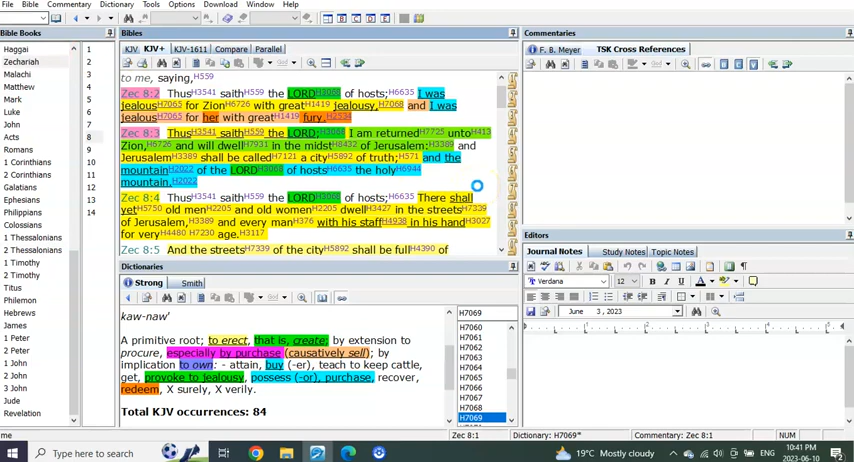 File View Bible Commentary Dictionary Tools Options Download Window Help
Bible Books
Haggai
Zechariah
Malachi
Matthew
Mark
Luke
John
Acts
Romans
1 Corinthians
2 Corinthians
Galatians
Ephesians
Philippians
Colossians
1 Thessalonians
2 Thessalonians
1 Timothy
2 Timothy
Titus
Philemon
Hebrews
James
1 Peter
2 Peter
1 John
2 John
3 John
Jude
Revelation
1
2
3
4
5
6
7
8
9
10
11
12
13
14
Bibles
KJV KJV+ KJV-1611 Compare Parallel
to me, saying,H559
Zec 8:2 ThusH3541 saithH559 the LORDH3068 of hosts;H6635 I was
jealousH7065 for ZionH6726 with greatH1419 jealousy,H7068 and I was
jealousH7065 for her with greatH1419 fury.H2534
Zec 8:3 ThusH3541 saithH559 the LORD;H3068 I am returnedH7725 untoH413
Zion,H6726 and will dwellH7931 in the midstH8432 of Jerusalem:H3389 and
JerusalemH3389 shall be calledH7121 a cityH5892 of truth;H571 and the
mountainH2022 of the LORDH3068 of hostsH6635 the holyH6944
mountain.H2022
Zec 8:4 ThusH3541 saithH559 the LORDH3068 of hosts;H6635 There shall
yetH5750 old menH2205 and old womenH2205 dwellH3427 in the streetsH7339
of Jerusalem,H3389 and every manH376 with his staffH4938 in his handH3027
for veryH4480 H7230 age.H3117
Zec 8:5 And the streetsH7339 of the cityH5892 shall be fullH4390 of
Dictionaries
Strong Smith
kaw-naw'
A primitive root; to erect, that is, create; by extension to
procure, especially by purchase (causatively sell); by
implication to own: - attain, buy (-er), teach to keep cattle,
get, provoke to jealousy, possess (-or), purchase, recover,
redeem, X surely, X verily.
Total KJV occurrences: 84
H7069
H7060
H7061
H7062
H7063
H7064
H7065
H7066
H7067
H7068
H7069
Commentaries
F. B. Meyer TSK Cross References
Editors
Journal Notes Study Notes Topic Notes
Verdana 12 B I U
June 3, 2023
me Zec 8:1 Dictionary: H7069* Commentary: Zec 8:1 NUM
Type here to search 19°C Mostly cloudy ENG 10:41 PM
2023-06-10